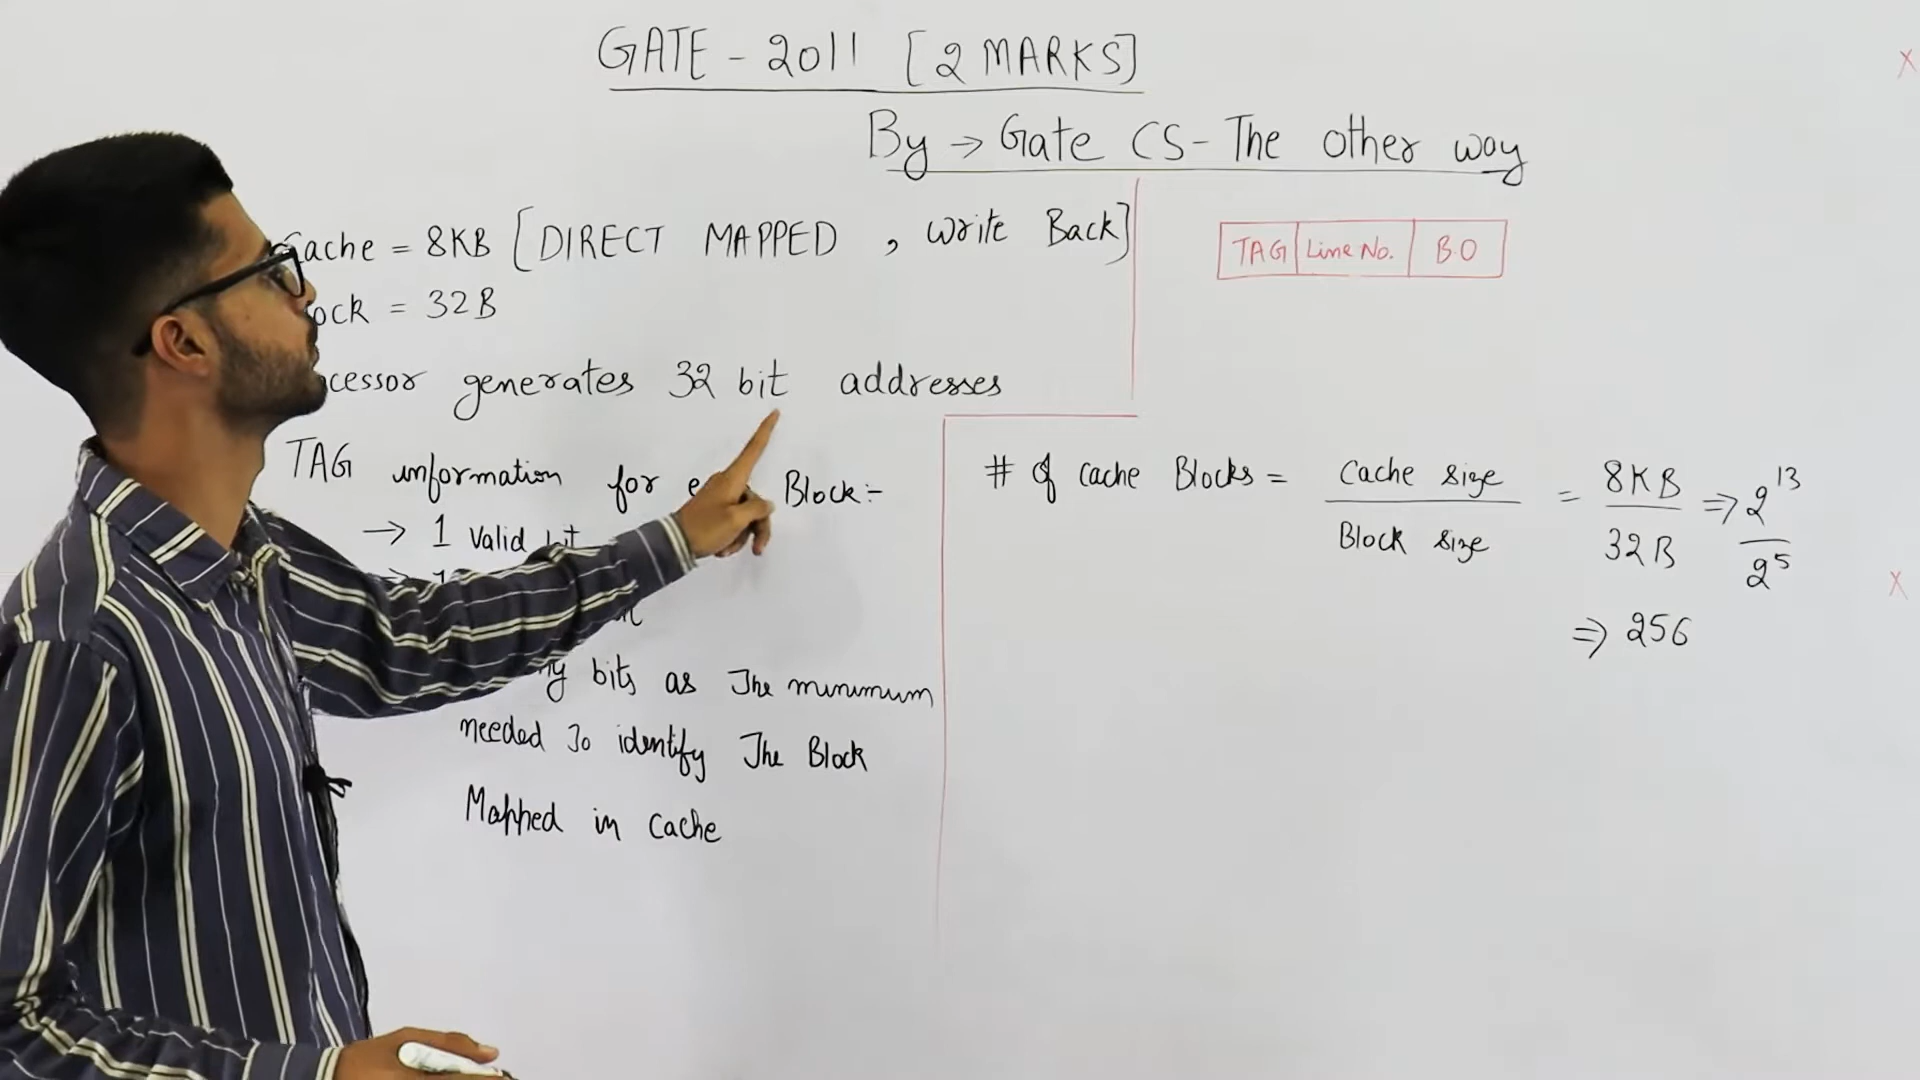 GATE - 2011 [2 MARKS]
By → Gate CS - The other way
Cache = 8KB [DIRECT MAPPED , Write Back]
ock = 32B
cessor generates 32 bit addresses
TAG information for Block :-
→ 1 Valid bit
bits as The minimum
needed To identify The Block
Mapped in cache
TAG Line No. B.O
# of cache Blocks = Cache size / Block size = 8KB / 32B ⇒ 2^13 / 2^5
⇒ 256